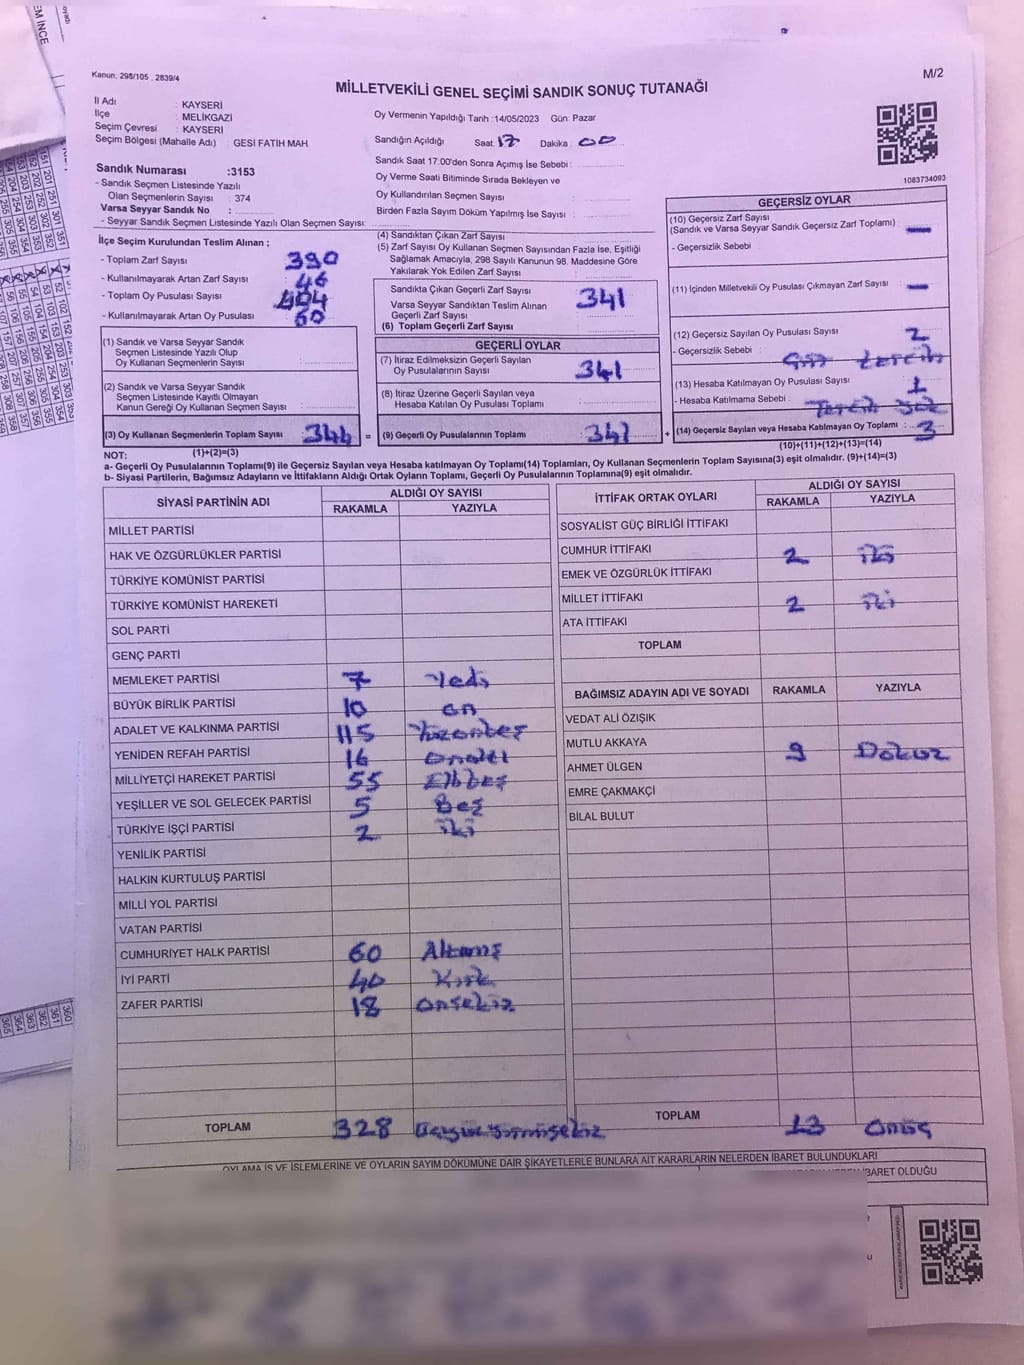 Kanun; 298/105 , 2839/4
M/2
MİLLETVEKİLİ GENEL SEÇİMİ SANDIK SONUÇ TUTANAĞI
İl Adı : KAYSERİ
İlçe : MELİKGAZİ
Seçim Çevresi : KAYSERİ
Seçim Bölgesi (Mahalle Adı) : GESİ FATİH MAH
Oy Vermenin Yapıldığı Tarih :14/05/2023 Gün: Pazar
Sandığın Açıldığı Saat: 17 Dakika: 00
Sandık Saat 17.00'den Sonra Açımış İse Sebebi :
Oy Verme Saati Bitiminde Sırada Bekleyen ve
Oy Kullandırılan Seçmen Sayısı :
Birden Fazla Sayım Döküm Yapılmış İse Sayısı :
1083734093
Sandık Numarası :3153
- Sandık Seçmen Listesinde Yazılı
Olan Seçmenlerin Sayısı : 374
Varsa Seyyar Sandık No :
- Seyyar Sandık Seçmen Listesinde Yazılı Olan Seçmen Sayısı:
İlçe Seçim Kurulundan Teslim Alınan ;
- Toplam Zarf Sayısı : 390
- Kullanılmayarak Artan Zarf Sayısı : 46
- Toplam Oy Pusulası Sayısı : 404
- Kullanılmayarak Artan Oy Pusulası : 60
(1) Sandık ve Varsa Seyyar Sandık
Seçmen Listesinde Yazılı Olup
Oy Kullanan Seçmenlerin Sayısı :
(2) Sandık ve Varsa Seyyar Sandık
Seçmen Listesinde Kayıtlı Olmayan
Kanun Gereği Oy Kullanan Seçmen Sayısı :
(3) Oy Kullanan Seçmenlerin Toplam Sayısı : 344 =
(1)+(2)=(3)
(4) Sandıktan Çıkan Zarf Sayısı :
(5) Zarf Sayısı Oy Kullanan Seçmen Sayısından Fazla İse, Eşitliği
Sağlamak Amacıyla, 298 Sayılı Kanunun 98. Maddesine Göre
Yakılarak Yok Edilen Zarf Sayısı :
Sandıkta Çıkan Geçerli Zarf Sayısı
Varsa Seyyar Sandıktan Teslim Alınan
Geçerli Zarf Sayısı
(6) Toplam Geçerli Zarf Sayısı
341
GEÇERLİ OYLAR
(7) İtiraz Edilmeksizin Geçerli Sayılan
Oy Pusulalarının Sayısı : 341
(8) İtiraz Üzerine Geçerli Sayılan veya
Hesaba Katılan Oy Pusulası Toplamı :
(9) Geçerli Oy Pusulalarının Toplamı : 341 +
GEÇERSİZ OYLAR
(10) Geçersiz Zarf Sayısı
(Sandık ve Varsa Seyyar Sandık Geçersiz Zarf Toplamı) : —
- Geçersizlik Sebebi :
(11) İçinden Milletvekili Oy Pusulası Çıkmayan Zarf Sayısı : —
(12) Geçersiz Sayılan Oy Pusulası Sayısı : 2
- Geçersizlik Sebebi :
(13) Hesaba Katılmayan Oy Pusulası Sayısı : 1
- Hesaba Katılmama Sebebi : Tercih Yok
(14) Geçersiz Sayılan veya Hesaba Katılmayan Oy Toplamı : 3
(10)+(11)+(12)+(13)=(14)
NOT:
a- Geçerli Oy Pusulalarının Toplamı(9) ile Geçersiz Sayılan veya Hesaba katılmayan Oy Toplamı(14) Toplamları, Oy Kullanan Seçmenlerin Toplam Sayısına(3) eşit olmalıdır. (9)+(14)=(3)
b- Siyasi Partilerin, Bağımsız Adayların ve İttifakların Aldığı Ortak Oyların Toplamı, Geçerli Oy Pusulalarının Toplamına(9) eşit olmalıdır.
SİYASİ PARTİNİN ADI ALDIĞI OY SAYISI
RAKAMLA YAZIYLA
MİLLET PARTİSİ
HAK VE ÖZGÜRLÜKLER PARTİSİ
TÜRKİYE KOMÜNİST PARTİSİ
TÜRKİYE KOMÜNİST HAREKETİ
SOL PARTİ
GENÇ PARTİ
MEMLEKET PARTİSİ 7 Yedi
BÜYÜK BİRLİK PARTİSİ 10 on
ADALET VE KALKINMA PARTİSİ 115 Yüzonbeş
YENİDEN REFAH PARTİSİ 16 onaltı
MİLLİYETÇİ HAREKET PARTİSİ 55 Ellibeş
YEŞİLLER VE SOL GELECEK PARTİSİ 5 Beş
TÜRKİYE İŞÇİ PARTİSİ 2 iki
YENİLİK PARTİSİ
HALKIN KURTULUŞ PARTİSİ
MİLLİ YOL PARTİSİ
VATAN PARTİSİ
CUMHURİYET HALK PARTİSİ 60 Altmış
İYİ PARTİ 40 Kırk
ZAFER PARTİSİ 18 onsekiz
TOPLAM 328 üçyüzyirmisekiz
İTTİFAK ORTAK OYLARI ALDIĞI OY SAYISI
RAKAMLA YAZIYLA
SOSYALİST GÜÇ BİRLİĞİ İTTİFAKI
CUMHUR İTTİFAKI 2 iki
EMEK VE ÖZGÜRLÜK İTTİFAKI
MİLLET İTTİFAKI 2 iki
ATA İTTİFAKI
TOPLAM
BAĞIMSIZ ADAYIN ADI VE SOYADI RAKAMLA YAZIYLA
VEDAT ALİ ÖZIŞIK
MUTLU AKKAYA 9 Dokuz
AHMET ÜLGEN
EMRE ÇAKMAKÇİ
BİLAL BULUT
TOPLAM 13 onüç
OYLAMA İŞ VE İŞLEMLERİNE VE OYLARIN SAYIM DÖKÜMÜNE DAİR ŞİKAYETLERLE BUNLARA AİT KARARLARIN NELERDEN İBARET BULUNDUKLARI
İBARET OLDUĞU